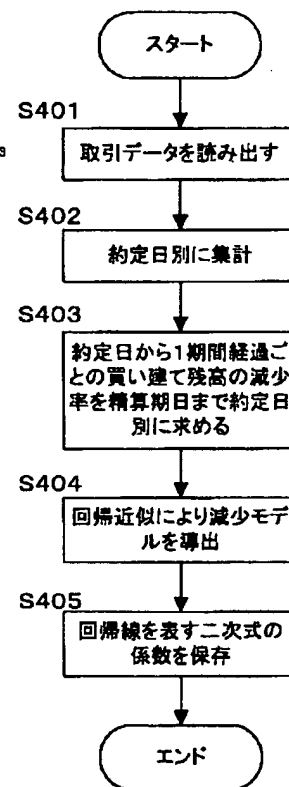 スタート
S401
取引データを読み出す
S402
約定日別に集計
S403
約定日から1期間経過ご
との買い建て残高の減少
率を精算期日まで約定日
別に求める
S404
回帰近似により減少モデ
ルを導出
S405
回帰線を表す二次式の
係数を保存
エンド